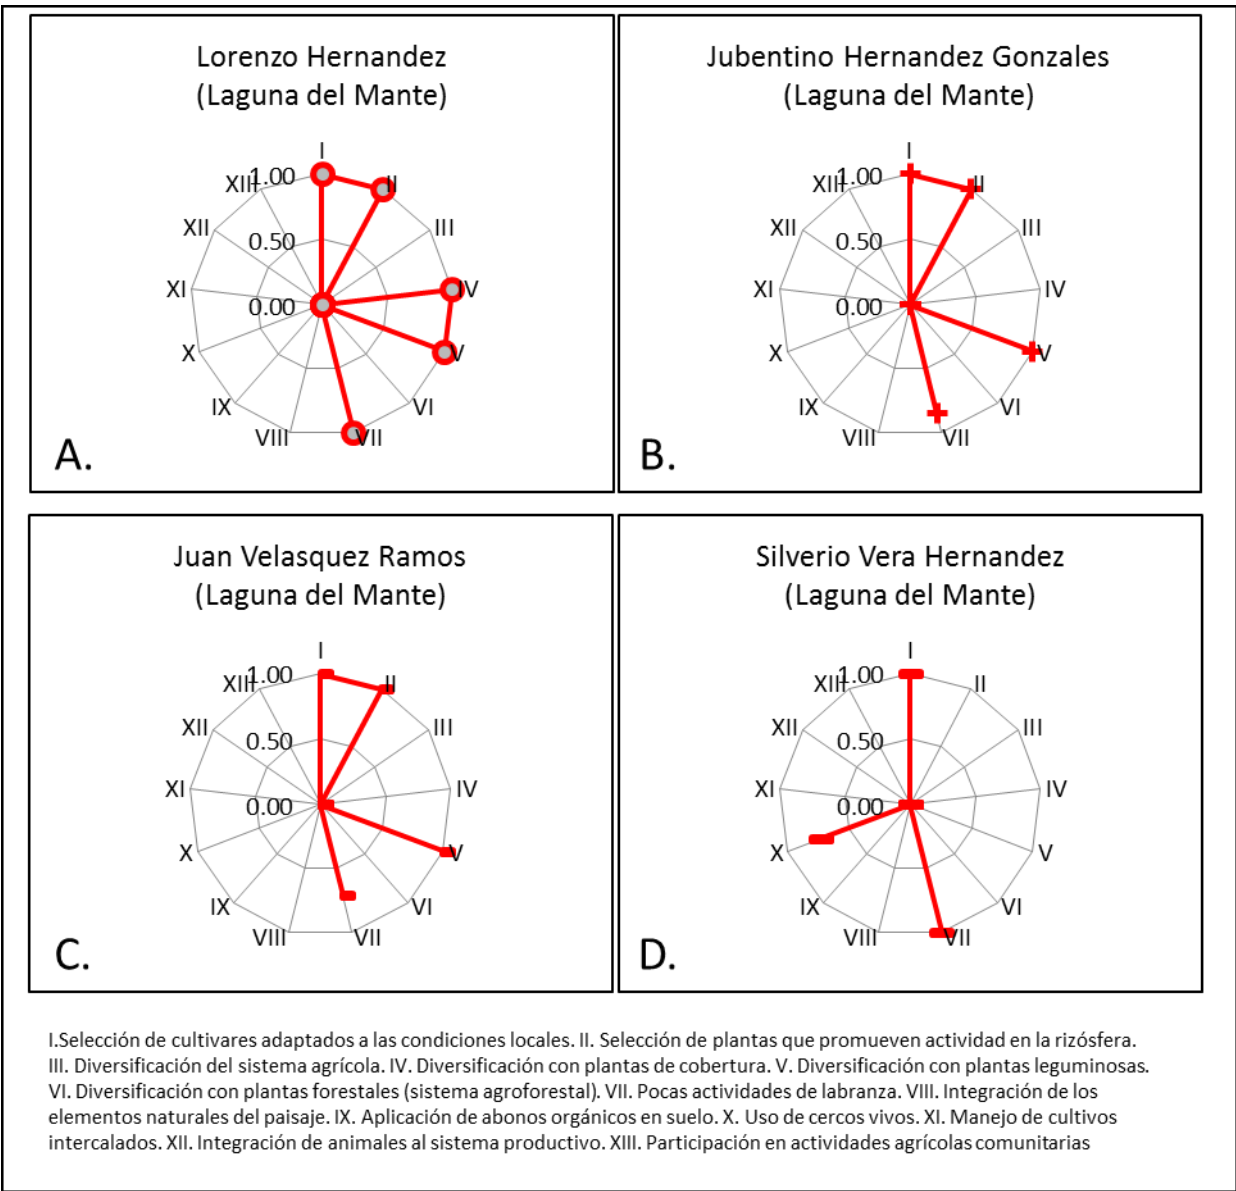 Lorenzo Hernandez
(Laguna del Mante)
I
II
III
IV
V
VI
VII
VIII
IX
X
XI
XII
XIII
1.00
0.50
0.00
A.
Jubentino Hernandez Gonzales
(Laguna del Mante)
I
II
III
IV
V
VI
VII
VIII
IX
X
XI
XII
XIII
1.00
0.50
0.00
B.
Juan Velasquez Ramos
(Laguna del Mante)
I
II
III
IV
V
VI
VII
VIII
IX
X
XI
XII
XIII
1.00
0.50
0.00
C.
Silverio Vera Hernandez
(Laguna del Mante)
I
II
III
IV
V
VI
VII
VIII
IX
X
XI
XII
XIII
1.00
0.50
0.00
D.
I.Selección de cultivares adaptados a las condiciones locales. II. Selección de plantas que promueven actividad en la rizósfera.
III. Diversificación del sistema agrícola. IV. Diversificación con plantas de cobertura. V. Diversificación con plantas leguminosas.
VI. Diversificación con plantas forestales (sistema agroforestal). VII. Pocas actividades de labranza. VIII. Integración de los
elementos naturales del paisaje. IX. Aplicación de abonos orgánicos en suelo. X. Uso de cercos vivos. XI. Manejo de cultivos
intercalados. XII. Integración de animales al sistema productivo. XIII. Participación en actividades agrícolas comunitarias